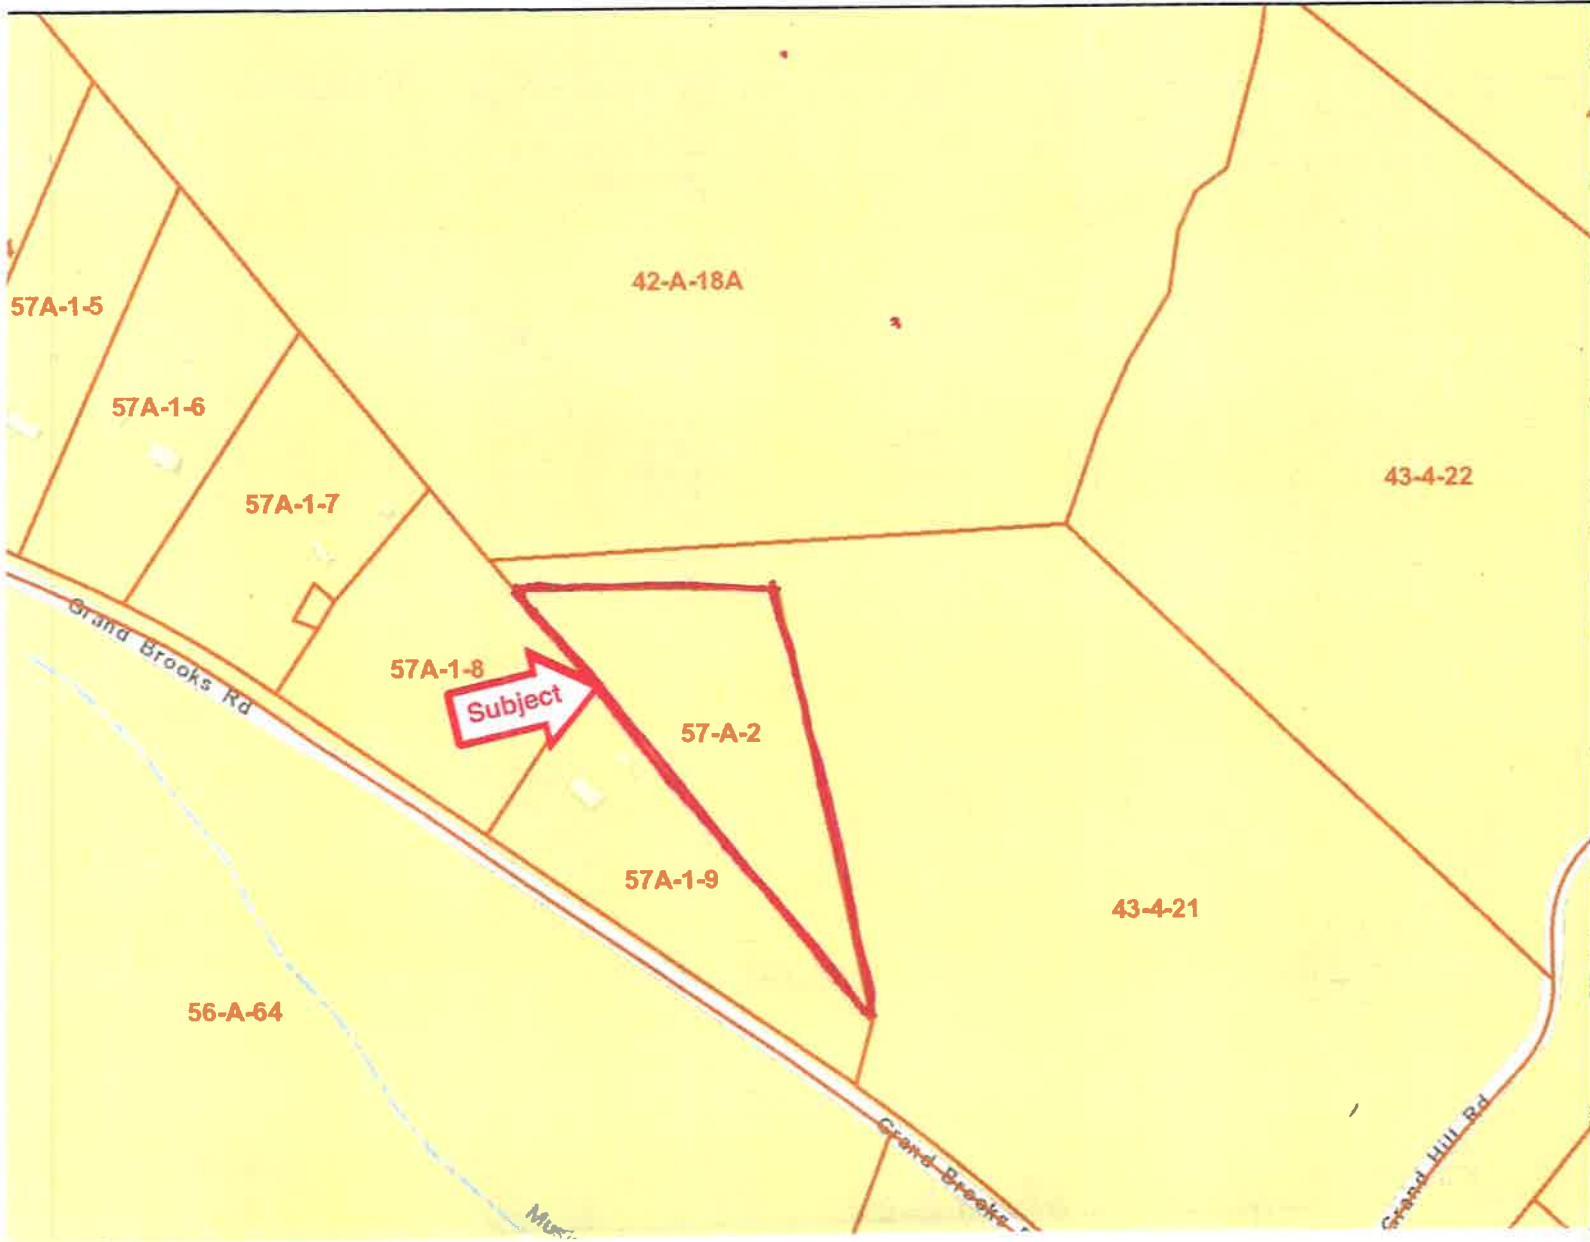 42-A-18A
57A-1-5
57A-1-6
43-4-22
57A-1-7
Grand Brooks Rd
57A-1-8
Subject
57-A-2
57A-1-9
43-4-21
56-A-64
Grand Brooks
Grand Hill Rd